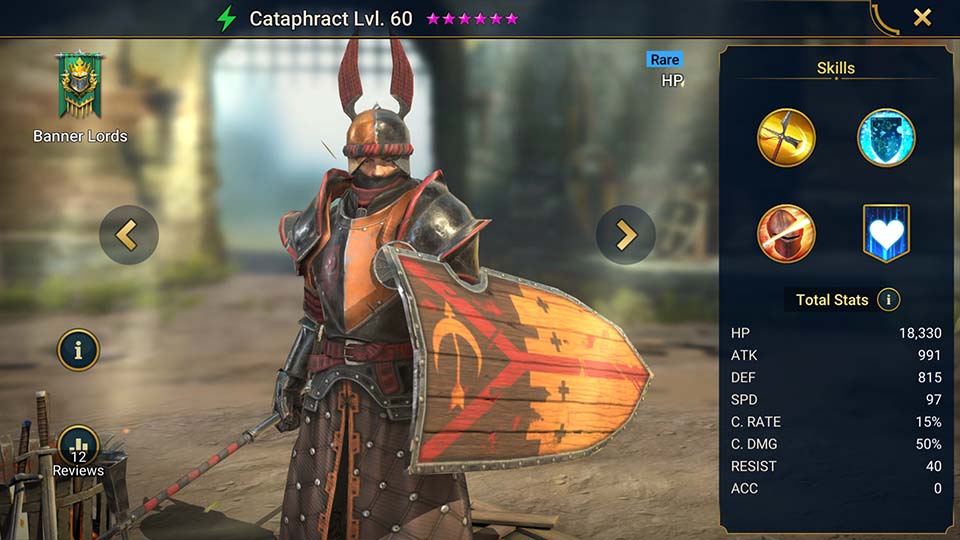 Cataphract Lvl. 60
Banner Lords
Rare
HP
Skills
Total Stats i
HP 18,330
ATK 991
DEF 815
SPD 97
C. RATE 15%
C. DMG 50%
RESIST 40
ACC 0
i
12
Reviews